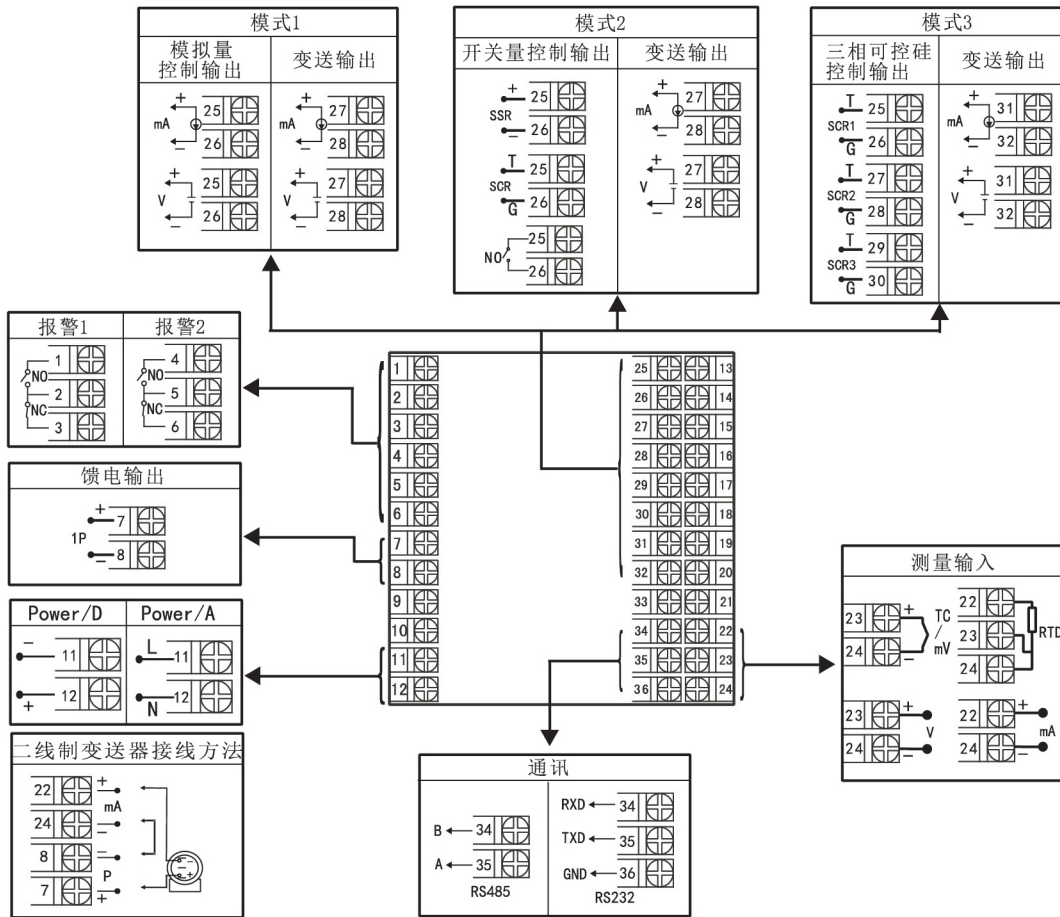 模式1
模拟量
控制输出
变送输出
+
mA
−
25
26
+
mA
−
27
28
+
V
−
25
26
+
V
−
27
28
模式2
开关量控制输出
变送输出
+
SSR
−
25
26
T
SCR
G
25
26
NO
25
26
+
mA
−
27
28
+
V
−
27
28
模式3
三相可控硅
控制输出
变送输出
T
SCR1
G
25
26
T
SCR2
G
27
28
T
SCR3
G
29
30
+
mA
−
31
32
+
V
−
31
32
报警1
报警2
1
NO
2
NC
3
4
NO
5
NC
6
馈电输出
+
7
1P
−
8
Power/D
Power/A
−
11
+
12
L
11
N
12
二线制变送器接线方法
22
+
mA
24
−
8
−
P
7
+
−
+
1
2
3
4
5
6
7
8
9
10
11
12
25 13
26 14
27 15
28 16
29 17
30 18
31 19
32 20
33 21
34 22
35 23
36 24
通讯
B 34
A 35
RS485
RXD 34
TXD 35
GND 36
RS232
测量输入
23
+
TC
/
mV
24
−
22
23
RTD
24
23
+
V
24
−
22
+
mA
24
−